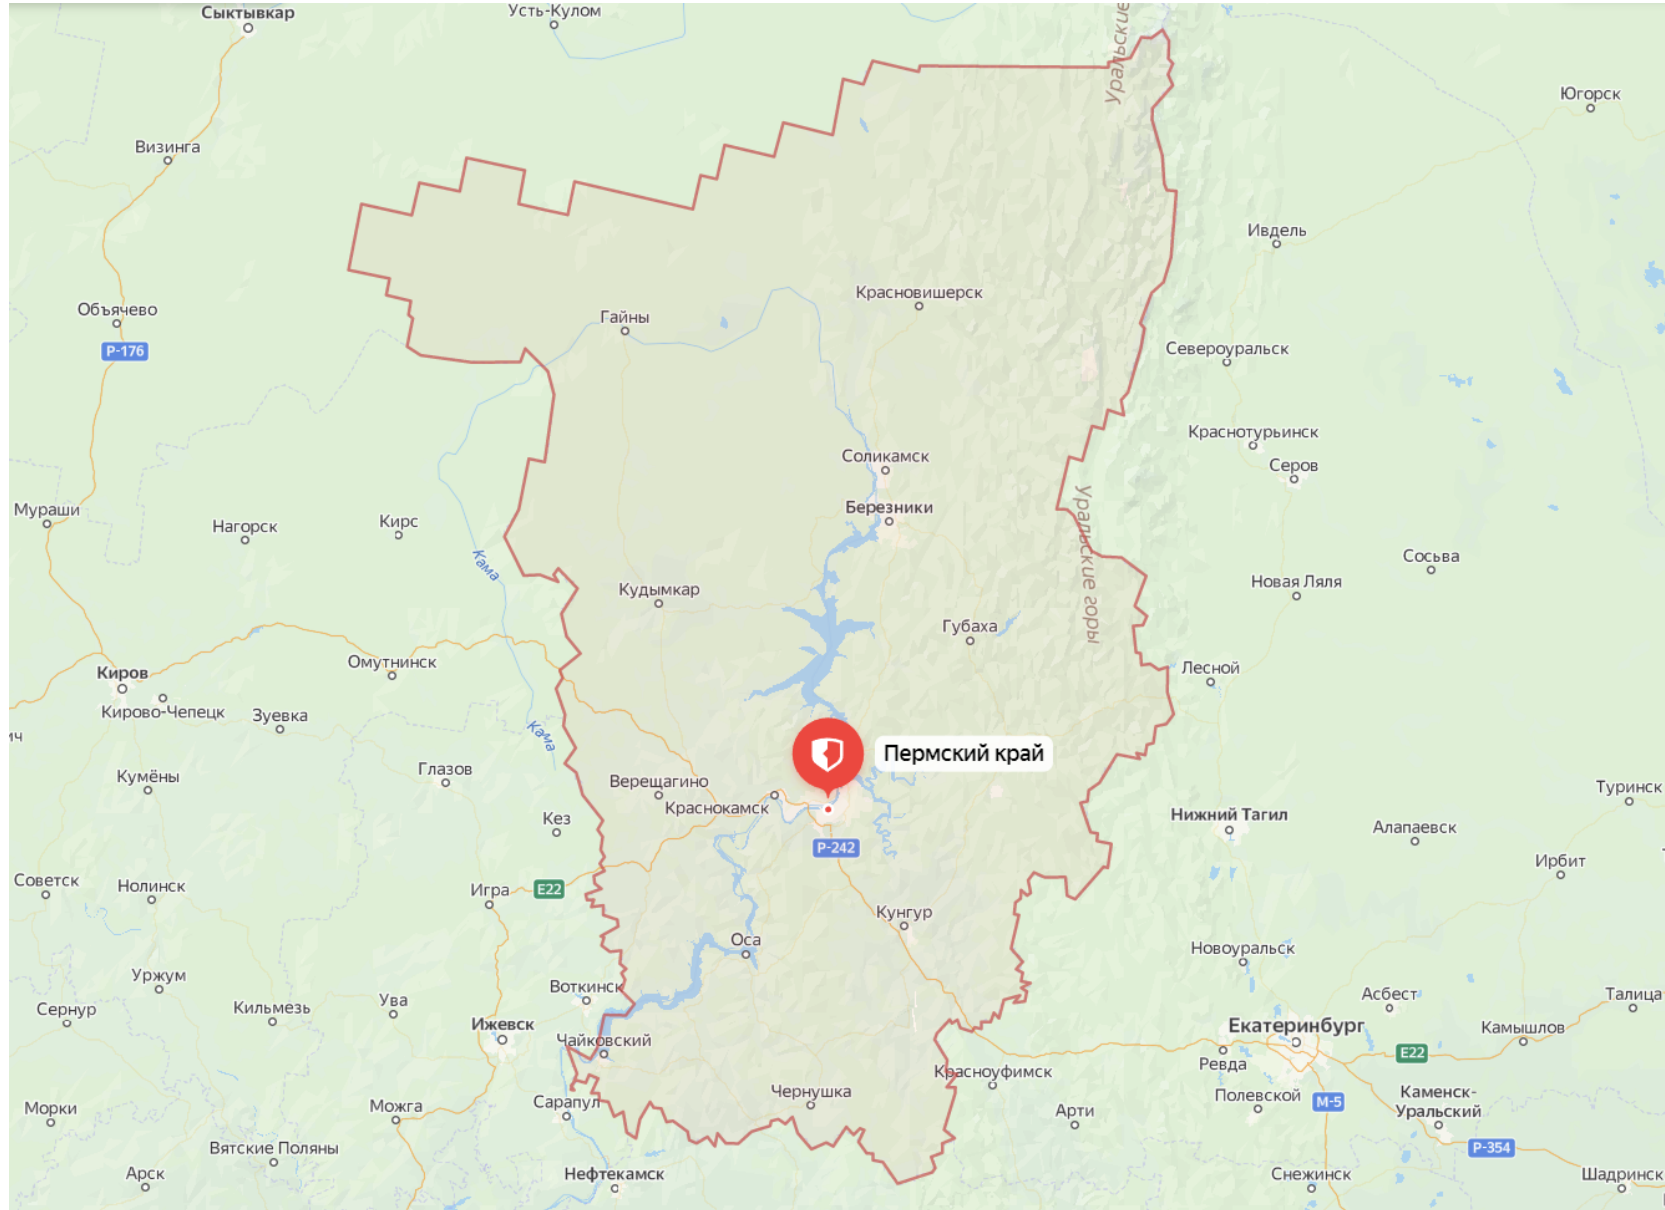 Сыктывкар
Усть-Кулом
Уральские
Югорск
Визинга
Ивдель
Красновишерск
Объячево
Гайны
Р-176
Североуральск
Краснотурьинск
Соликамск
Серов
Березники
Мураши
Нагорск
Кирс
Уральские горы
Сосьва
Кама
Кудымкар
Новая Ляля
Губаха
Омутнинск
Лесной
Киров
Кирово-Чепецк
Зуевка
ич
Кама
Пермский край
Кумёны
Глазов
Верещагино
Краснокамск
Туринск
Нижний Тагил
Кез
Алапаевск
Р-242
Ирбит
Советск
Нолинск
Игра
E22
Кунгур
Оса
Новоуральск
Уржум
Воткинск
Асбест
Талица
Сернур
Кильмезь
Ува
Ижевск
Екатеринбург
Камышлов
Чайковский
E22
Ревда
Красноуфимск
Чернушка
Полевской
М-5
Каменск-
Уральский
Морки
Можга
Сарапул
Арти
Вятские Поляны
Р-354
Арск
Нефтекамск
Снежинск
Шадринск